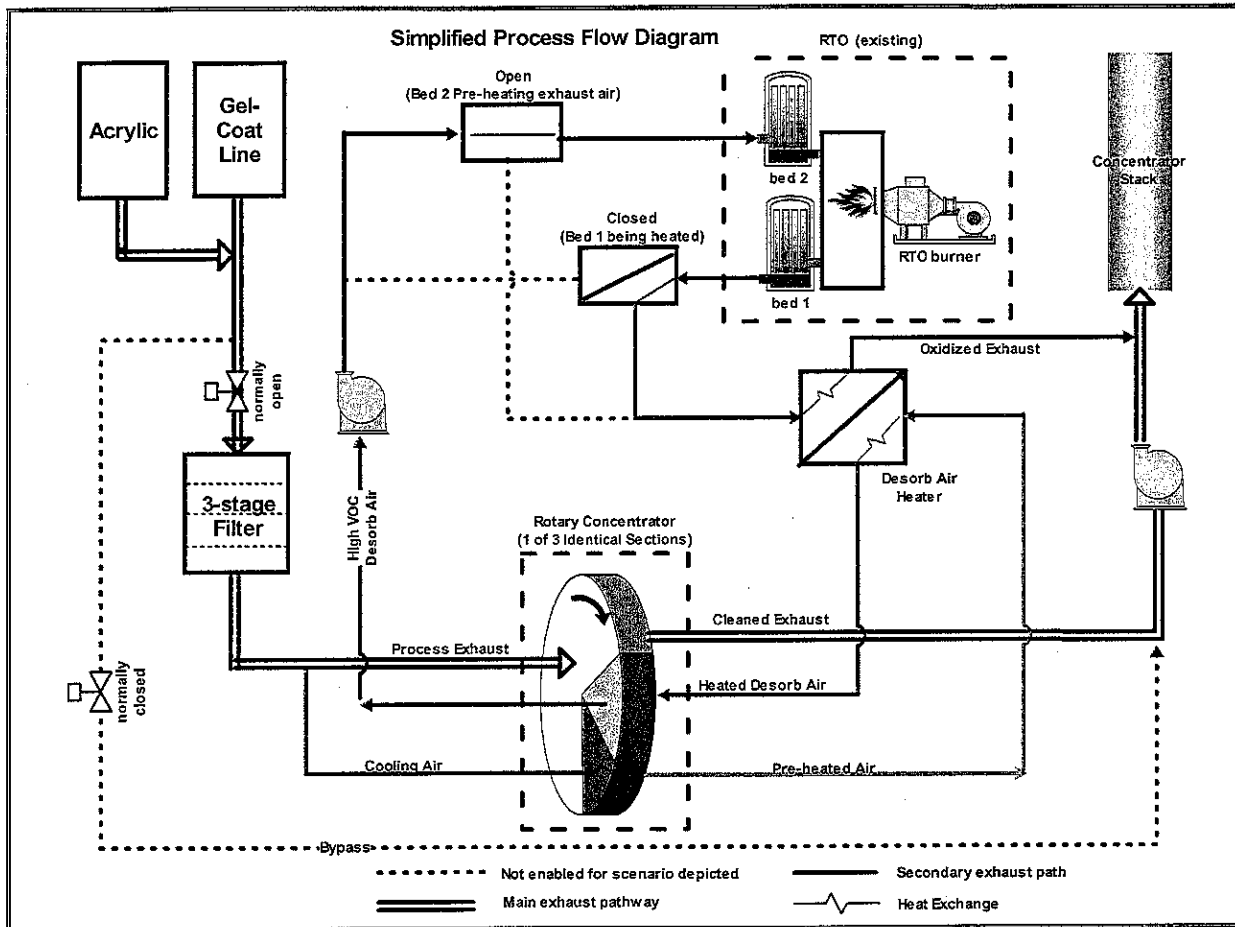 Simplified Process Flow Diagram
RTO (existing)
Acrylic
Gel-
Coat
Line
Open
(Bed 2 Pre-heating exhaust air)
bed 2
Concentrator
Stack
Closed
(Bed 1 being heated)
bed 1
RTO burner
normally
open
Oxidized Exhaust
3-stage
Filter
High VOC
Desorb Air
Desorb Air
Heater
Rotary Concentrator
(1 of 3 Identical Sections)
Cleaned Exhaust
Process Exhaust
normally
closed
Heated Desorb Air
Cooling Air
Pre-heated Air
Bypass
Not enabled for scenario depicted
Secondary exhaust path
Main exhaust pathway
Heat Exchange